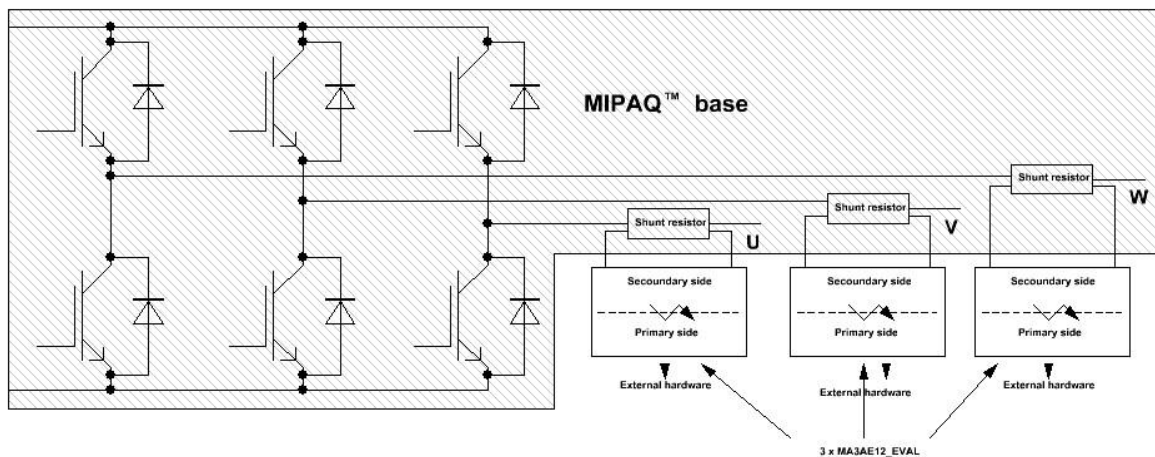 MIPAQ™ base
Shunt resistor
W
Shunt resistor
V
Shunt resistor
U
Secoundary side
Primary side
External hardware
Secoundary side
Primary side
External hardware
Secoundary side
Primary side
External hardware
3 x MA3AE12_EVAL